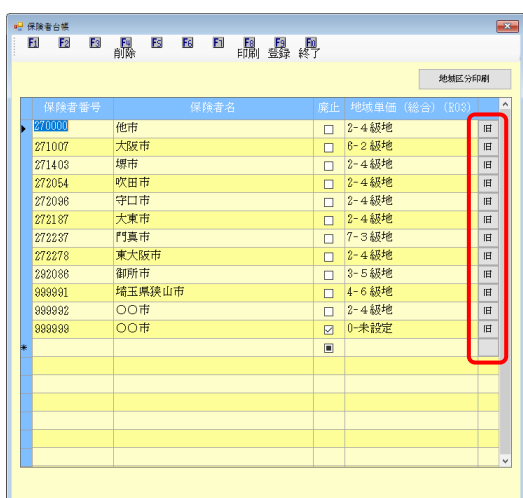 保険者台帳
F1 F2 F3 F4 F5 F6 F7 F8 F9 F10
削除 印刷 登録 終了
地域区分印刷
保険者番号 保険者名 廃止 地域単価（総合）(R03)
270000 他市 2-4級地 旧
271007 大阪市 6-2級地 旧
271403 堺市 2-4級地 旧
272054 吹田市 2-4級地 旧
272096 守口市 2-4級地 旧
272187 大東市 2-4級地 旧
272237 門真市 7-3級地 旧
272278 東大阪市 2-4級地 旧
292086 御所市 3-5級地 旧
999991 埼玉県狭山市 4-6級地 旧
999992 〇〇市 2-4級地 旧
999999 〇〇市 0-未設定 旧